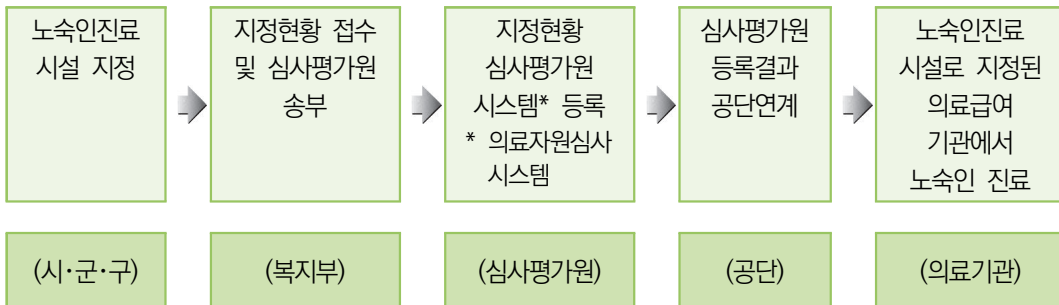 노숙인진료
시설 지정
지정현황 접수
및 심사평가원
송부
지정현황
심사평가원
시스템* 등록
* 의료자원심사
시스템
심사평가원
등록결과
공단연계
노숙인진료
시설로 지정된
의료급여
기관에서
노숙인 진료
(시·군·구)
(복지부)
(심사평가원)
(공단)
(의료기관)